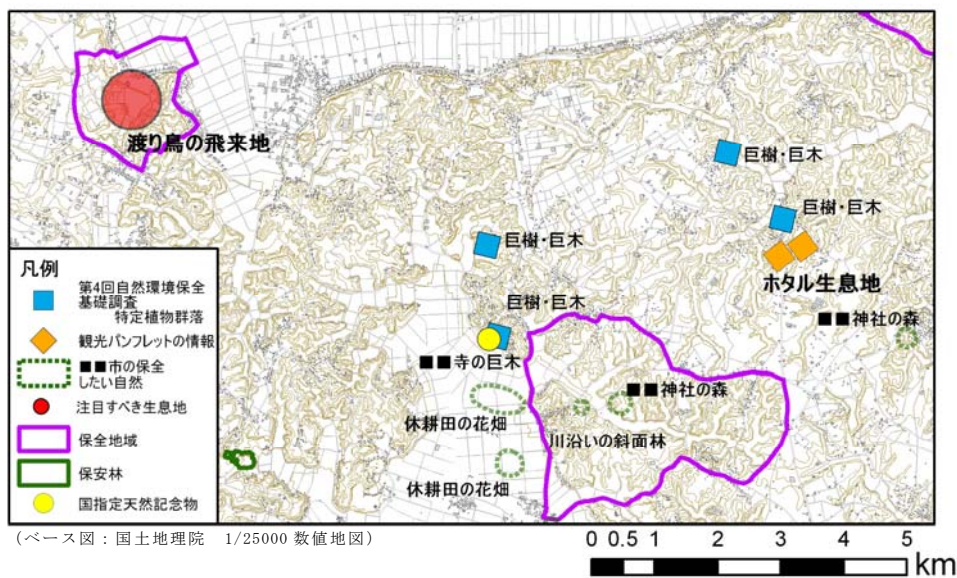 渡り鳥の飛来地
巨樹・巨木
巨樹・巨木
巨樹・巨木
ホタル生息地
巨樹・巨木
■■神社の森
■■寺の巨木
■■神社の森
休耕田の花畑
川沿いの斜面林
休耕田の花畑
凡例
第4回自然環境保全
基礎調査
特定植物群落
観光パンフレットの情報
■■市の保全
したい自然
注目すべき生息地
保全地域
保安林
国指定天然記念物
(ベース図:国土地理院 1/25000数値地図)
0 0.5 1 2 3 4 5
km